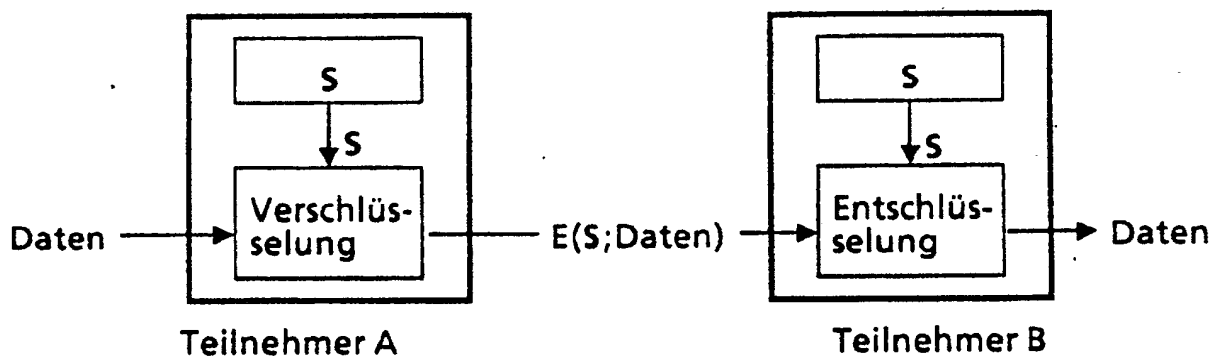 S
S
Verschlüs-
selung
Daten
E(S;Daten)
Teilnehmer A
S
S
Entschlüs-
selung
Daten
Teilnehmer B